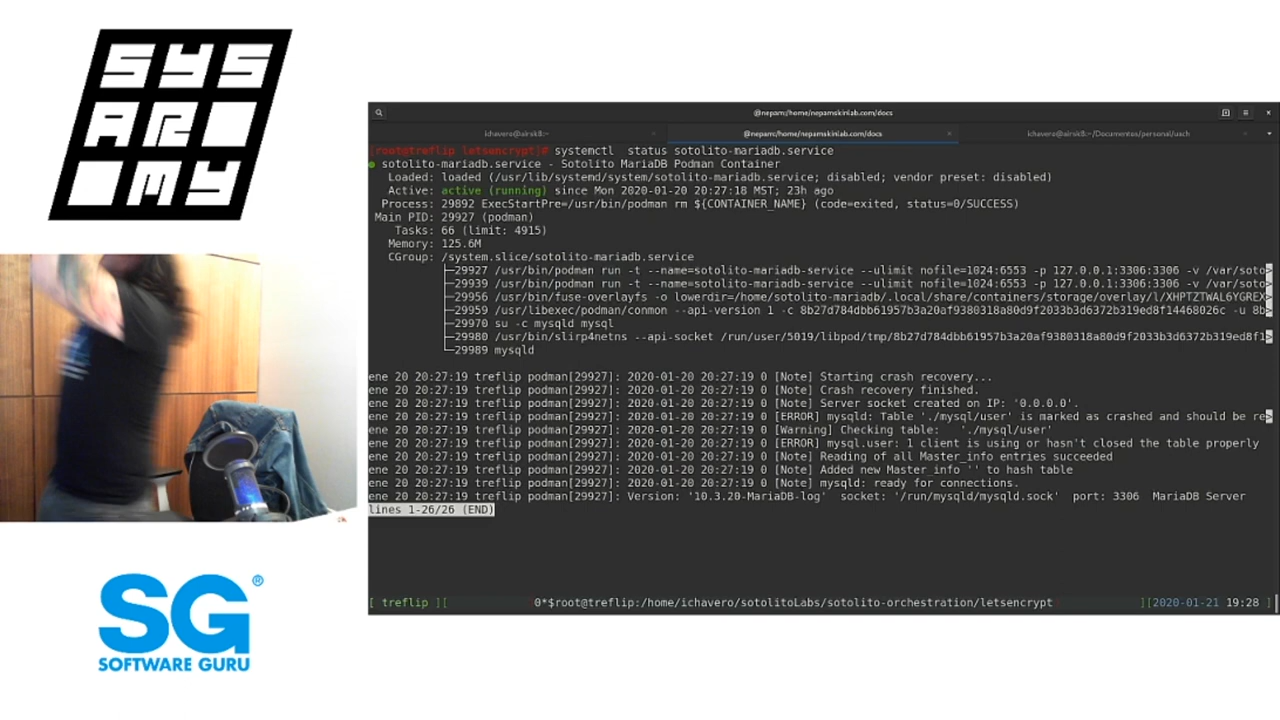 SYS
AR
MY
SG®
SOFTWARE GURU
@nepam:/home/nepamskinlab.com/docs
ichavero@airsik8:~
@nepam:/home/nepamskinlab.com/docs
ichavero@airsik8:~/Documentos/personal/uach
[root@treflip letsencrypt]# systemctl  status sotolito-mariadb.service
● sotolito-mariadb.service - Sotolito MariaDB Podman Container
Loaded: loaded (/usr/lib/systemd/system/sotolito-mariadb.service; disabled; vendor preset: disabled)
Active: active (running) since Mon 2020-01-20 20:27:18 MST; 23h ago
Process: 29892 ExecStartPre=/usr/bin/podman rm ${CONTAINER_NAME} (code=exited, status=0/SUCCESS)
Main PID: 29927 (podman)
Tasks: 66 (limit: 4915)
Memory: 125.6M
CGroup: /system.slice/sotolito-mariadb.service
├─29927 /usr/bin/podman run -t --name=sotolito-mariadb-service --ulimit nofile=1024:6553 -p 127.0.0.1:3306:3306 -v /var/soto>
├─29939 /usr/bin/podman run -t --name=sotolito-mariadb-service --ulimit nofile=1024:6553 -p 127.0.0.1:3306:3306 -v /var/soto>
├─29956 /usr/bin/fuse-overlayfs -o lowerdir=/home/sotolito-mariadb/.local/share/containers/storage/overlay/l/XHPTZTWAL6YGREX>
├─29959 /usr/libexec/podman/conmon --api-version 1 -c 8b27d784dbb61957b3a20af9380318a80d9f2033b3d6372b319ed8f14468026c -u 8b>
├─29970 su -c mysqld mysql
├─29980 /usr/bin/slirp4netns --api-socket /run/user/5019/libpod/tmp/8b27d784dbb61957b3a20af9380318a80d9f2033b3d6372b319ed8f1>
└─29989 mysqld
ene 20 20:27:19 treflip podman[29927]: 2020-01-20 20:27:19 0 [Note] Starting crash recovery...
ene 20 20:27:19 treflip podman[29927]: 2020-01-20 20:27:19 0 [Note] Crash recovery finished.
ene 20 20:27:19 treflip podman[29927]: 2020-01-20 20:27:19 0 [Note] Server socket created on IP: '0.0.0.0'.
ene 20 20:27:19 treflip podman[29927]: 2020-01-20 20:27:19 0 [ERROR] mysqld: Table './mysql/user' is marked as crashed and should be re>
ene 20 20:27:19 treflip podman[29927]: 2020-01-20 20:27:19 0 [Warning] Checking table:   './mysql/user'
ene 20 20:27:19 treflip podman[29927]: 2020-01-20 20:27:19 0 [ERROR] mysql.user: 1 client is using or hasn't closed the table properly
ene 20 20:27:19 treflip podman[29927]: 2020-01-20 20:27:19 0 [Note] Reading of all Master_info entries succeeded
ene 20 20:27:19 treflip podman[29927]: 2020-01-20 20:27:19 0 [Note] Added new Master_info '' to hash table
ene 20 20:27:19 treflip podman[29927]: 2020-01-20 20:27:19 0 [Note] mysqld: ready for connections.
ene 20 20:27:19 treflip podman[29927]: Version: '10.3.20-MariaDB-log'  socket: '/run/mysqld/mysqld.sock'  port: 3306  MariaDB Server
lines 1-26/26 (END)
[ treflip ][ 0*$root@treflip:/home/ichavero/sotolitoLabs/sotolito-orchestration/letsencrypt ][2020-01-21 19:28 ]